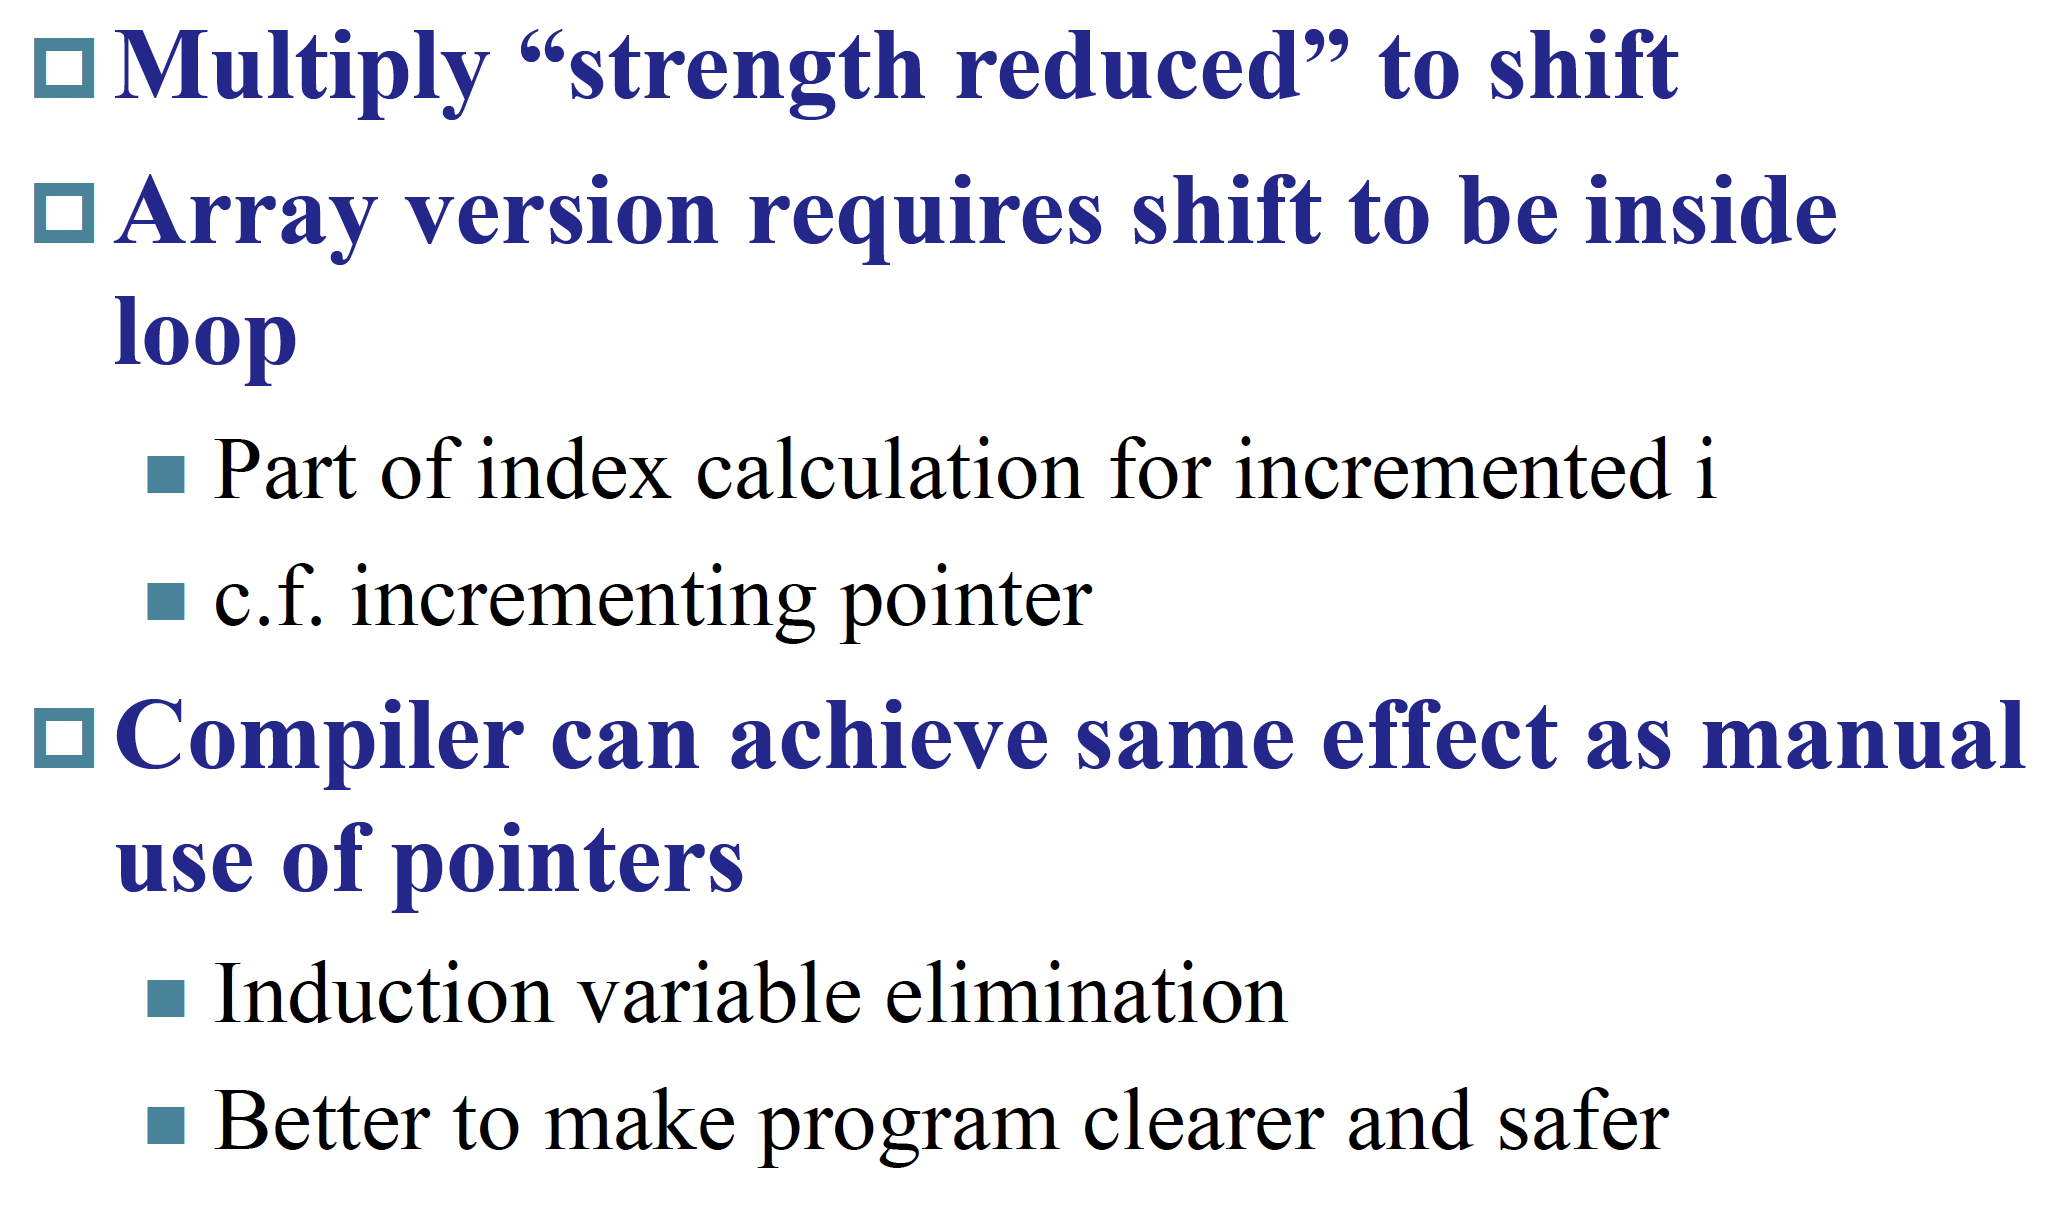 Multiply “strength reduced” to shift
Array version requires shift to be inside
loop
Part of index calculation for incremented i
c.f. incrementing pointer
Compiler can achieve same effect as manual
use of pointers
Induction variable elimination
Better to make program clearer and safer